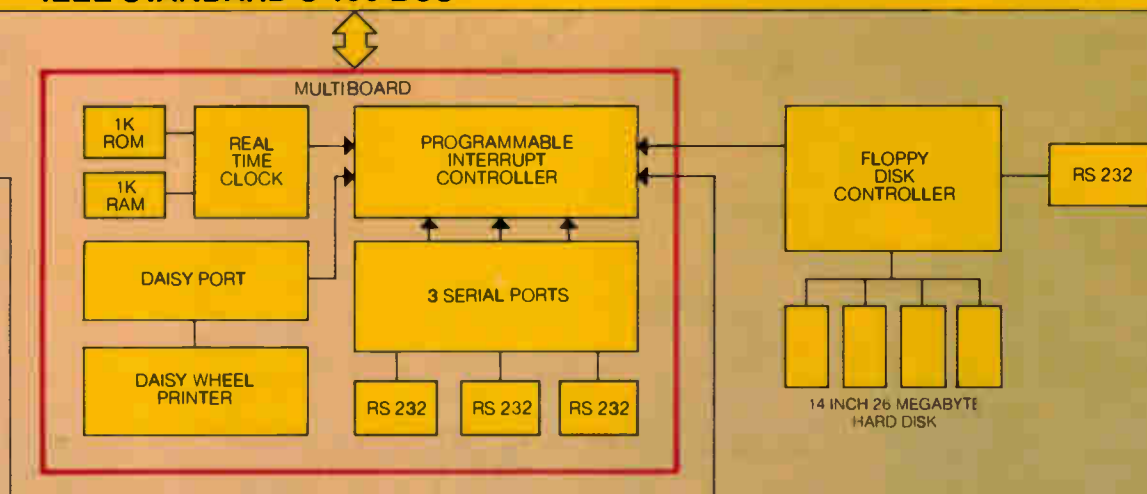 MULTIBOARD
1K
ROM
1K
RAM
REAL
TIME
CLOCK
PROGRAMMABLE
INTERRUPT
CONTROLLER
DAISY PORT
3 SERIAL PORTS
DAISY WHEEL
PRINTER
RS 232
RS 232
RS 232
FLOPPY
DISK
CONTROLLER
RS 232
14 INCH 26 MEGABYTE
HARD DISK